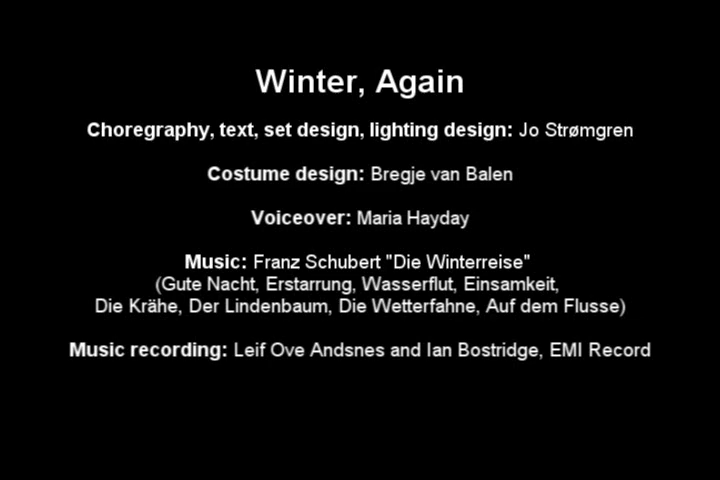 Winter, Again
Choregraphy, text, set design, lighting design: Jo Strømgren
Costume design: Bregje van Balen
Voiceover: Maria Hayday
Music: Franz Schubert "Die Winterreise"
(Gute Nacht, Erstarrung, Wasserflut, Einsamkeit,
Die Krähe, Der Lindenbaum, Die Wetterfahne, Auf dem Flusse)
Music recording: Leif Ove Andsnes and Ian Bostridge, EMI Record